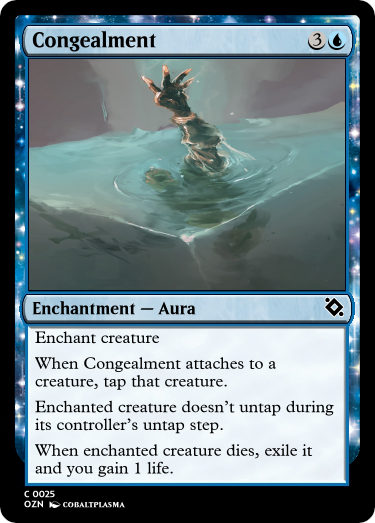 Congealment 3
Enchantment — Aura
Enchant creature
When Congealment attaches to a
creature, tap that creature.
Enchanted creature doesn't untap during
its controller's untap step.
When enchanted creature dies, exile it
and you gain 1 life.
C 0025
OZN COBALTPLASMA